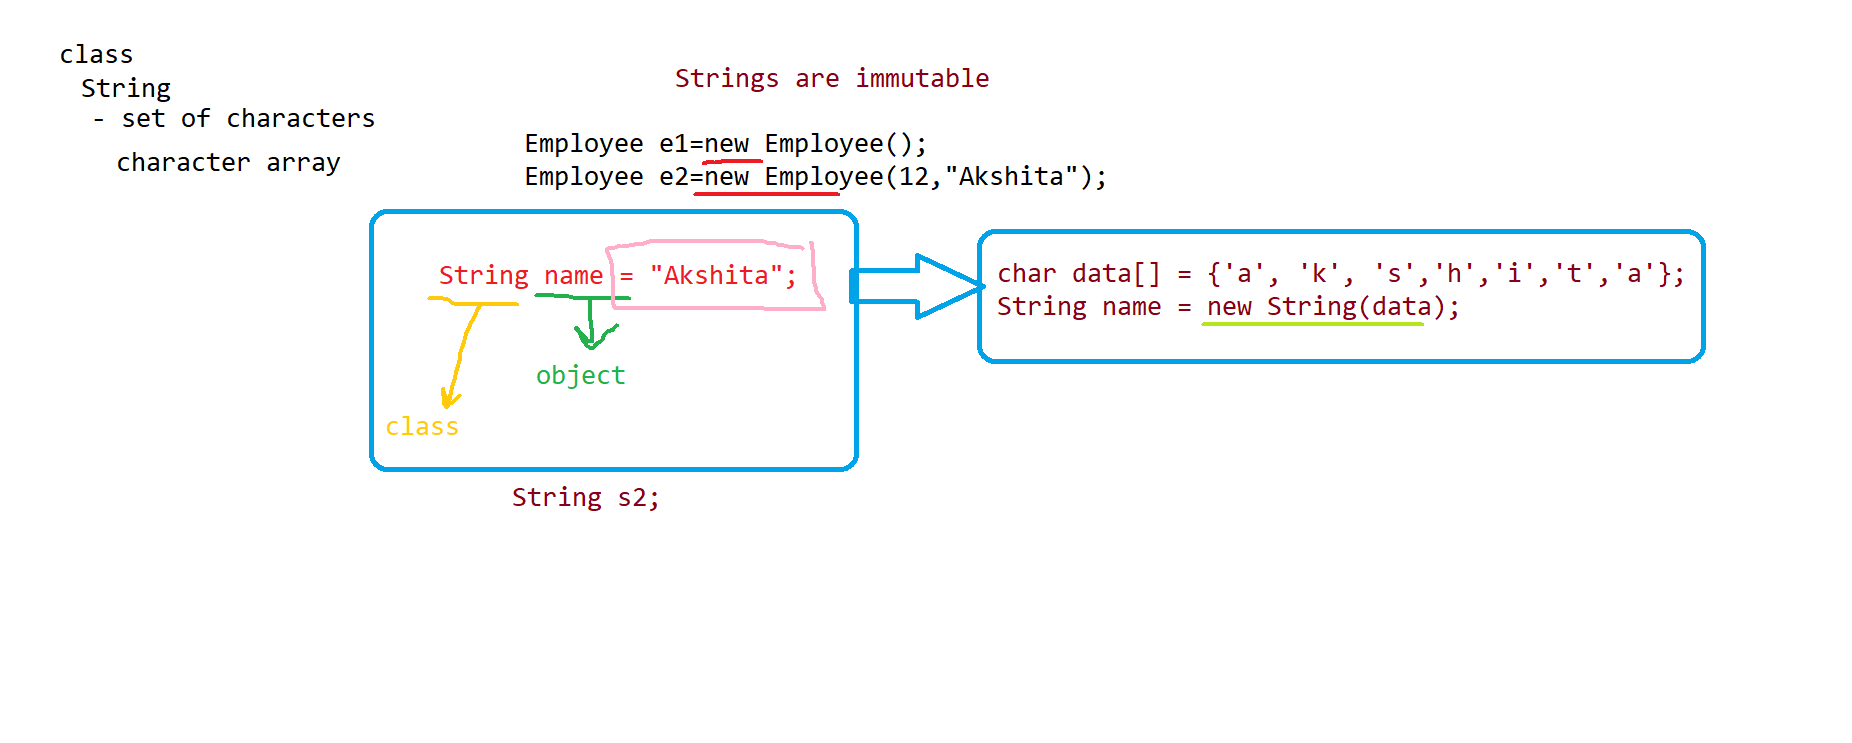 class
String
- set of characters
character array
Strings are immutable
Employee e1=new Employee();
Employee e2=new Employee(12,"Akshita");
String name = "Akshita";
object
class
char data[] = {'a', 'k', 's','h','i','t','a'};
String name = new String(data);
String s2;